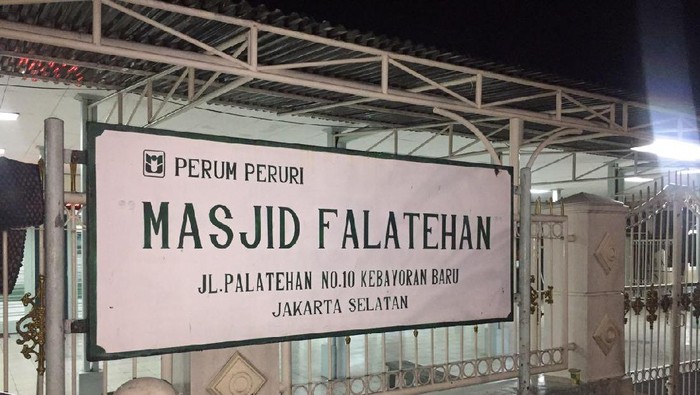 PERUM PERURI
MASJID FALATEHAN
JL.PALATEHAN NO.10 KEBAYORAN BARU
JAKARTA SELATAN